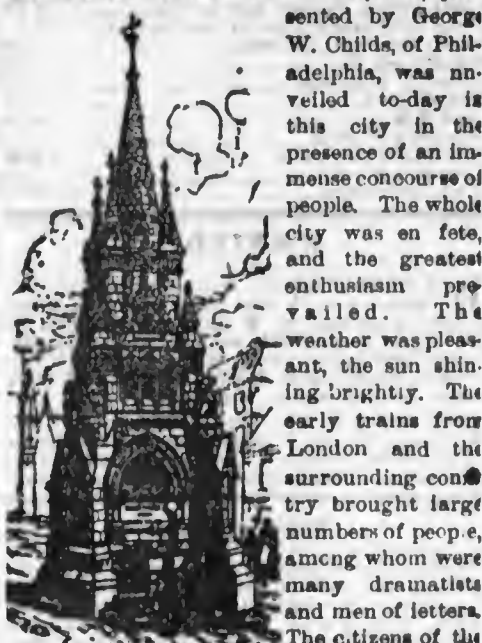 sented by George
W. Childs, of Phil-
adelphia, was un-
veiled to-day in
this city in the
presence of an im-
mense concourse of
people. The whole
city was en fete,
and the greatest
enthusiasm pre-
vailed. The
weather was pleas-
ant, the sun shin-
ing brightly. The
early trains from
London and the
surrounding coun-
try brought large
numbers of people,
among whom were
many dramatists
and men of letters.
The citizens of the